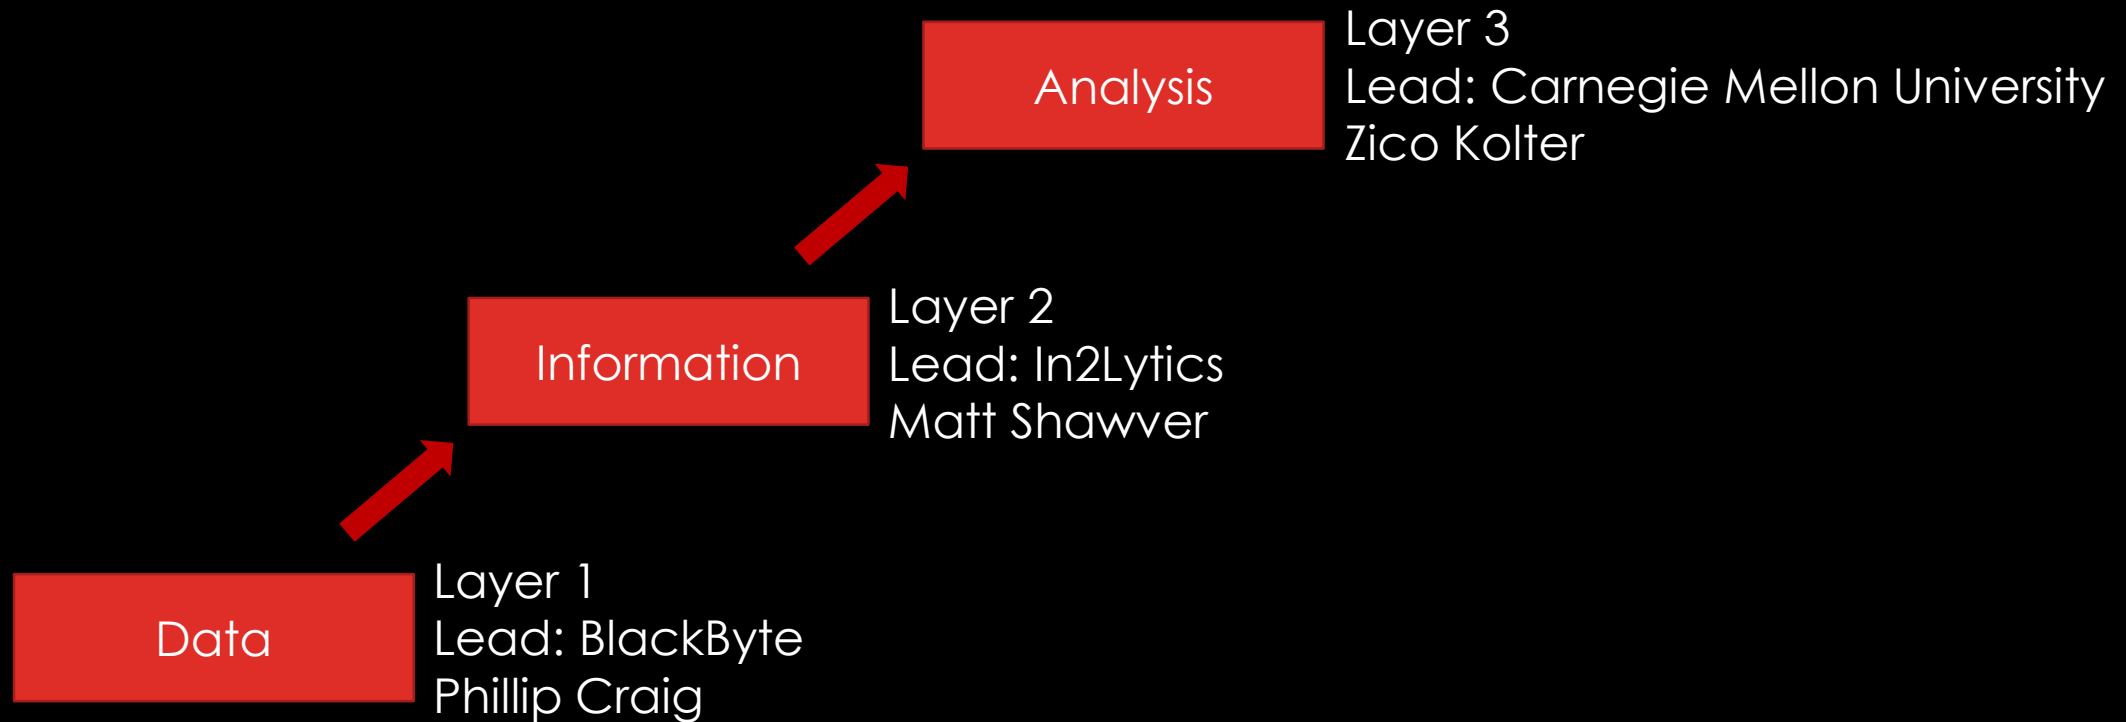 Analysis
Layer 3
Lead: Carnegie Mellon University
Zico Kolter
Information
Layer 2
Lead: In2Lytics
Matt Shawver
Data
Layer 1
Lead: BlackByte
Phillip Craig